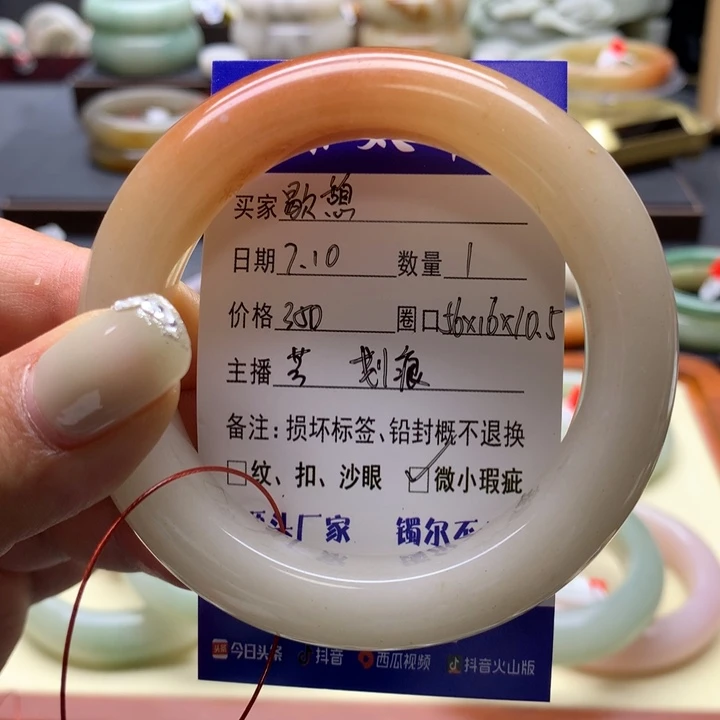 买家 歇憩
日期 7.10 数量 1
价格 350 圈口 56x16x10.5
主播 划痕
备注:损坏标签、铅封概不退换
□纹、扣、沙眼 ☑微小瑕疵
厂家 镯尔不
今日头条 抖音 西瓜视频 抖音火山版